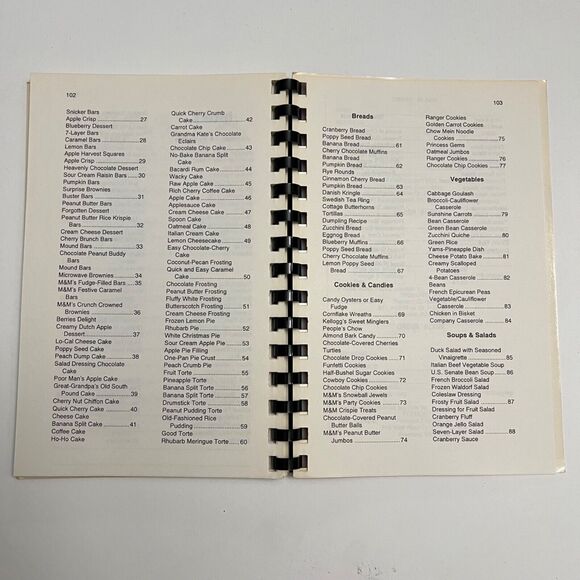 102
Snicker Bars
Apple Crisp ............27
Blueberry Dessert
7-Layer Bars
Caramel Bars ............28
Lemon Bars
Apple Harvest Squares
Apple Crisp ............29
Heavenly Chocolate Dessert
Sour Cream Raisin Bars ....30
Pumpkin Bars
Surprise Brownies
Buster Bars ............31
Peanut Butter Bars
Forgotten Dessert
Peanut Butter Rice Krispie
Bars ............32
Cream Cheese Dessert
Cherry Brunch Bars
Mound Bars ............33
Chocolate Peanut Buddy
Bars
Mound Bars
Microwave Brownies ............34
M&M's Fudge-Filled Bars ....35
M&M's Festive Caramel
Bars
M&M's Crunch Crowned
Brownies ............36
Berries Delight
Creamy Dutch Apple
Dessert ............37
Lo-Cal Cheese Cake
Poppy Seed Cake
Peach Dump Cake ............38
Salad Dressing Chocolate
Cake
Poor Man's Apple Cake
Great-Grandpa's Old South
Pound Cake ............39
Cherry Nut Chiffon Cake
Quick Cherry Cake ............40
Cheese Cake
Banana Split Cake ............41
Coffee Cake
Ho-Ho Cake
Quick Cherry Crumb
Cake ............42
Carrot Cake
Grandma Kate's Chocolate
Eclairs
Chocolate Chip Cake ............43
No-Bake Banana Split
Cake
Bacardi Rum Cake ............44
Wacky Cake
Raw Apple Cake ............45
Rich Cherry Coffee Cake
Apple Cake ............46
Applesauce Cake
Cream Cheese Cake ............47
Spoon Cake
Oatmeal Cake ............48
Italian Cream Cake
Lemon Cheesecake ............49
Easy Chocolate-Cherry
Cake
Coconut-Pecan Frosting
Quick and Easy Caramel
Cake ............50
Chocolate Frosting
Peanut Butter Frosting
Fluffy White Frosting
Butterscotch Frosting ............51
Cream Cheese Frosting
Frozen Lemon Pie
Rhubarb Pie ............52
White Christmas Pie
Sour Cream Apple Pie ............53
Apple Pie Filling
One-Pan Pie Crust ............54
Peach Crumb Pie
Fruit Torte ............55
Pineapple Torte
Banana Split Torte ............56
Banana Split Torte ............57
Drumstick Torte ............58
Peanut Pudding Torte
Old-Fashioned Rice
Pudding ............59
Good Torte
Rhubarb Meringue Torte ....60
103
Breads
Cranberry Bread
Poppy Seed Bread
Banana Bread ............61
Cherry Chocolate Muffins
Banana Bread
Pumpkin Bread ............62
Rye Rounds
Cinnamon Cherry Bread
Pumpkin Bread ............63
Danish Kringle ............64
Swedish Tea Ring
Cottage Butterhorns
Tortillas ............65
Dumpling Recipe
Zucchini Bread
Eggnog Bread
Blueberry Muffins ............66
Poppy Seed Bread
Cherry Chocolate Muffins
Lemon Poppy Seed
Bread ............67
Cookies & Candies
Candy Oysters or Easy
Fudge
Cornflake Wreaths ............69
Kellogg's Sweet Minglers
People's Chow
Almond Bark Candy ............70
Chocolate-Covered Cherries
Turtles
Chocolate Drop Cookies ....71
Funfetti Cookies
Half-Bushel Sugar Cookies
Cowboy Cookies ............72
Chocolate Chip Cookies
M&M's Snowball Jewels
M&M's Party Cookies ............73
M&M Crispie Treats
Chocolate-Covered Peanut
Butter Balls
M&M's Peanut Butter
Jumbos ............74
Ranger Cookies
Golden Carrot Cookies
Chow Mein Noodle
Cookies ............75
Princess Gems
Oatmeal Jumbos
Ranger Cookies ............76
Chocolate Chip Cookies ....77
Vegetables
Cabbage Goulash
Broccoli-Cauliflower
Casserole
Sunshine Carrots ............79
Bean Casserole
Green Bean Casserole
Zucchini Quiche ............80
Green Rice
Yams-Pineapple Dish
Cheese Potato Bake ............81
Creamy Scalloped
Potatoes
4-Bean Casserole ............82
Beans
French Epicurean Peas
Vegetable/Cauliflower
Casserole ............83
Chicken in Bisket
Company Casserole ............84
Soups & Salads
Duck Salad with Seasoned
Vinaigrette ............85
Italian Beef Vegetable Soup
U.S. Senate Bean Soup ....86
French Broccoli Salad
Frozen Waldorf Salad
Coleslaw Dressing
Frosty Fruit Salad ............87
Dressing for Fruit Salad
Cranberry Fluff
Orange Jello Salad
Seven-Layer Salad ............88
Cranberry Sauce